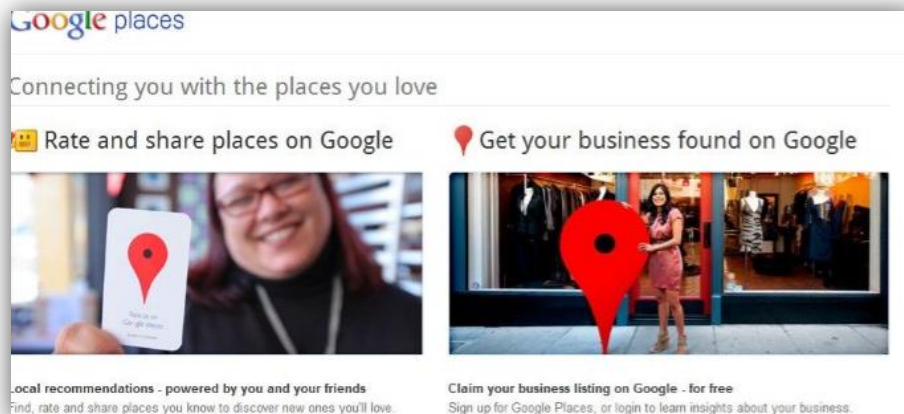 Google places
Connecting you with the places you love
Rate and share places on Google
Get your business found on Google
Local recommendations - powered by you and your friends
Find, rate and share places you know to discover new ones you'll love.
Claim your business listing on Google - for free
Sign up for Google Places, or login to learn insights about your business.